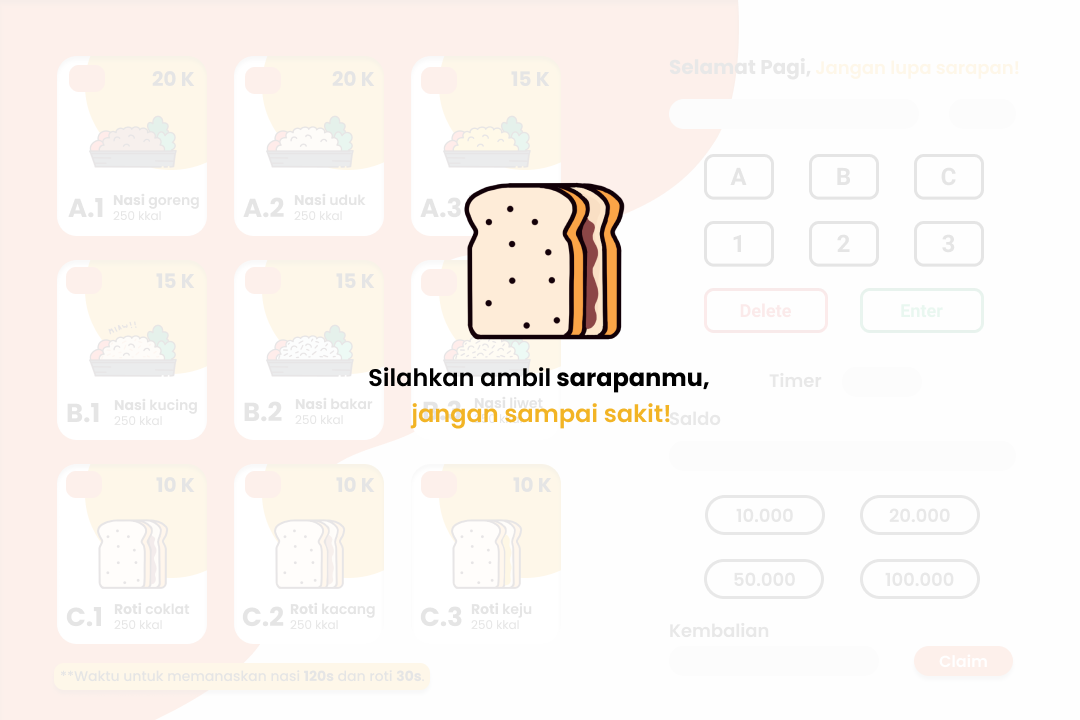 20 K
20 K
15 K
Selamat Pagi, Jangan lupa sarapan!
A.1 Nasi goreng
250 kkal
A.2 Nasi uduk
250 kkal
A.3
A B C
1 2 3
Delete Enter
15 K
15 K
B.1 Nasi kucing
250 kkal
B.2 Nasi bakar
250 kkal
Nasi liwet
Silahkan ambil sarapanmu,
jangan sampai sakit!
Timer
Saldo
10 K
10 K
10 K
C.1 Roti coklat
250 kkal
C.2 Roti kacang
250 kkal
C.3 Roti keju
250 kkal
10.000 20.000
50.000 100.000
Kembalian
Claim
**Waktu untuk memanaskan nasi 120s dan roti 30s.